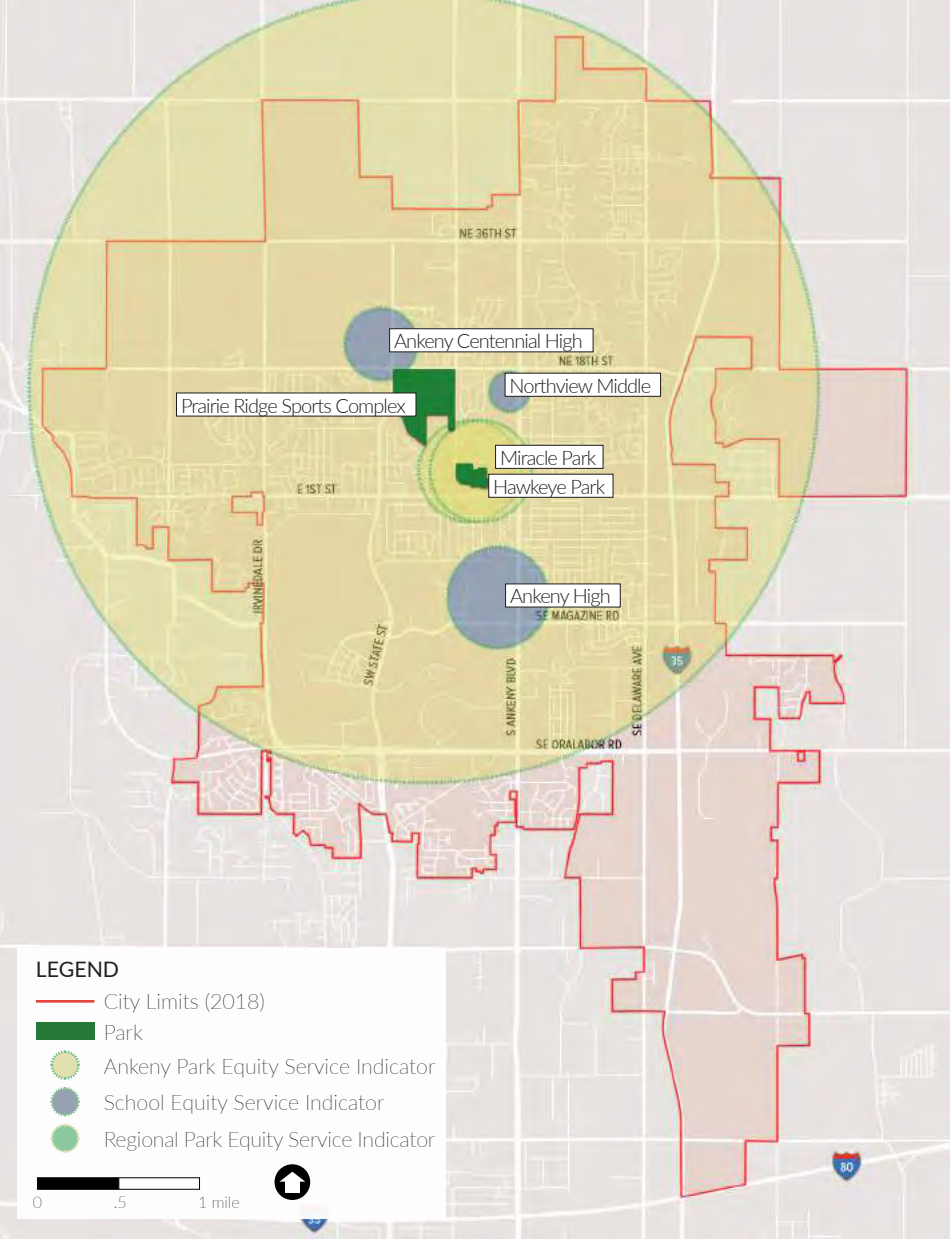 NE 36TH ST
Ankeny Centennial High
NE 18TH ST
Northview Middle
Prairie Ridge Sports Complex
Miracle Park
Hawkeye Park
E 1ST ST
IRVINEDALE DR
Ankeny High
SE MAGAZINE RD
SW STATE ST
S ANKENY BLVD
SE DELAWARE AVE
35
SE ORALABOR RD
LEGEND
City Limits (2018)
Park
Ankeny Park Equity Service Indicator
School Equity Service Indicator
Regional Park Equity Service Indicator
0 .5 1 mile
80
35